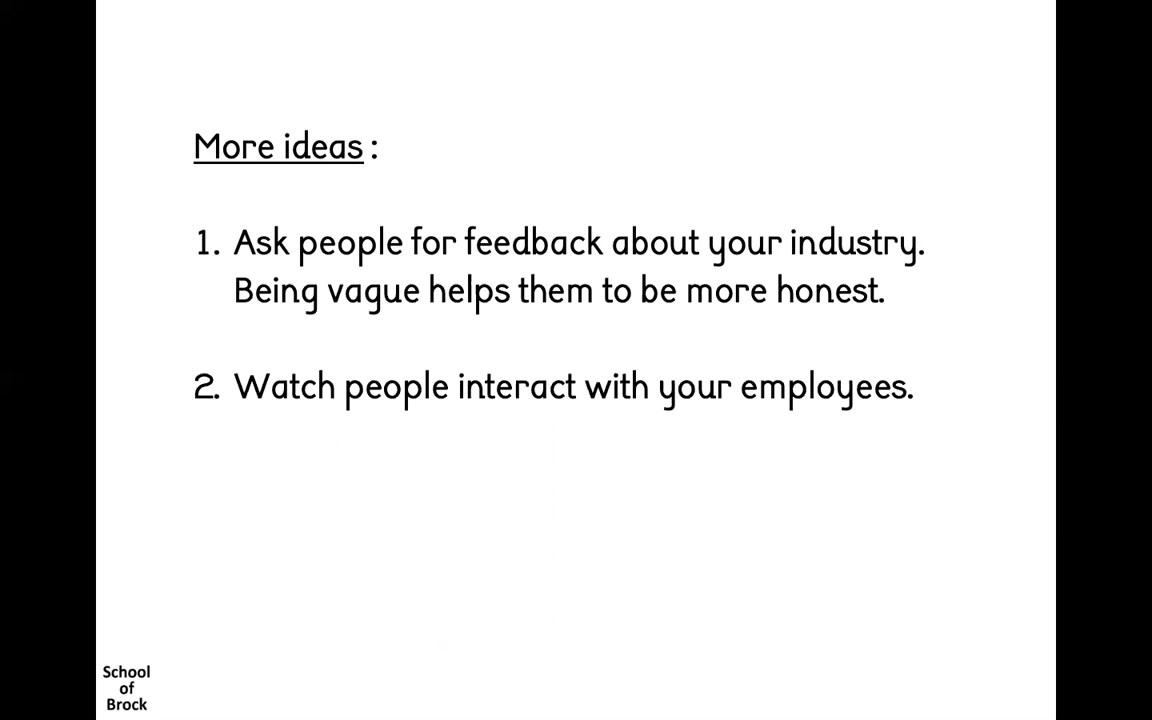 More ideas:
1. Ask people for feedback about your industry.
Being vague helps them to be more honest.
2. Watch people interact with your employees.
School
of
Brock